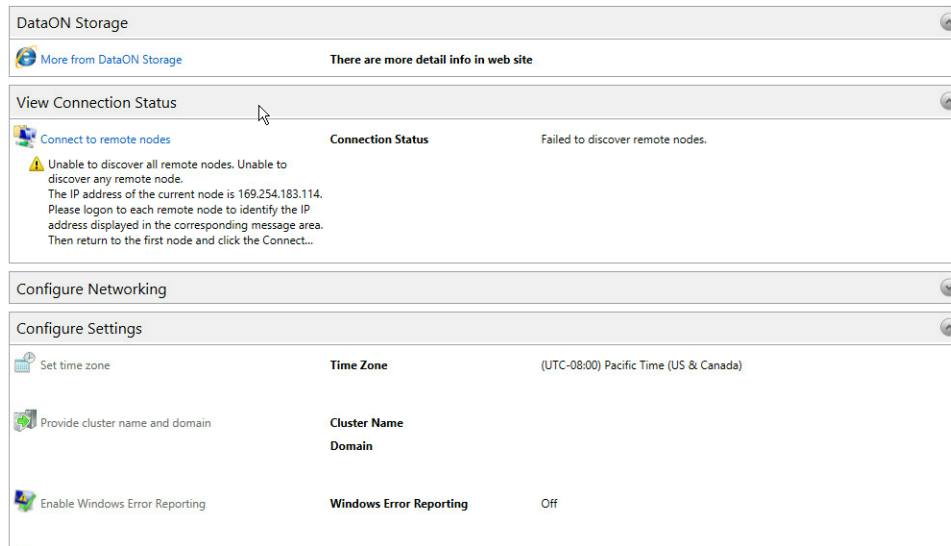 DataON Storage
More from DataON Storage There are more detail info in web site
View Connection Status
Connect to remote nodes Connection Status Failed to discover remote nodes.
Unable to discover all remote nodes. Unable to
discover any remote node.
The IP address of the current node is 169.254.183.114.
Please logon to each remote node to identify the IP
address displayed in the corresponding message area.
Then return to the first node and click the Connect...
Configure Networking
Configure Settings
Set time zone Time Zone (UTC-08:00) Pacific Time (US & Canada)
Provide cluster name and domain Cluster Name
Domain
Enable Windows Error Reporting Windows Error Reporting Off